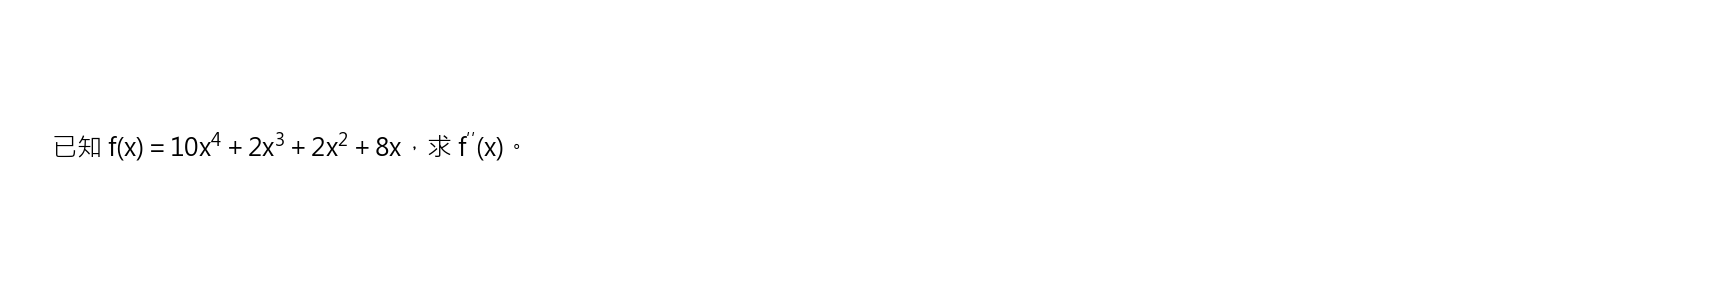 已知 f(x) = 10x⁴ + 2x³ + 2x² + 8x，求 f′′(x)。